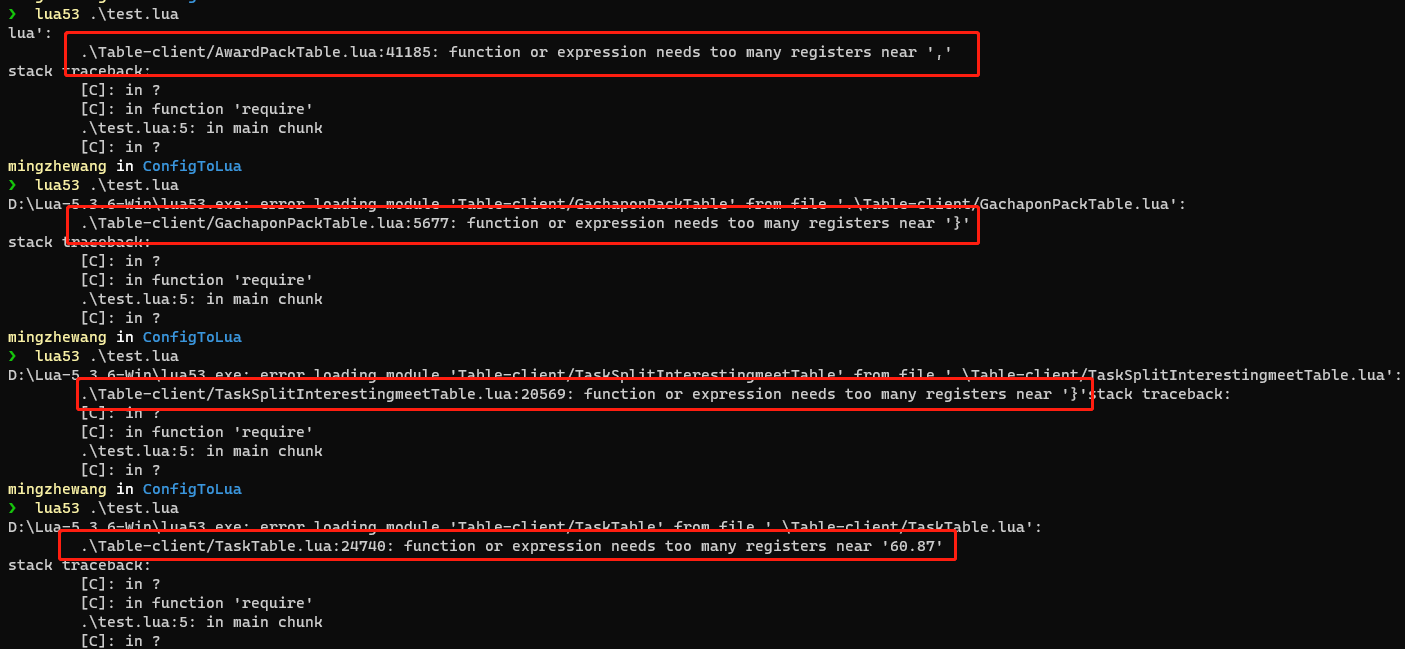 ❯ lua53 .\test.lua
lua':
.\Table-client/AwardPackTable.lua:41185: function or expression needs too many registers near ','
stack traceback:
[C]: in ?
[C]: in function 'require'
.\test.lua:5: in main chunk
[C]: in ?
mingzhewang in ConfigToLua
❯ lua53 .\test.lua
D:\Lua-5.3.6-Win\lua53.exe: error loading module 'Table-client/GachaponPackTable' from file '.\Table-client/GachaponPackTable.lua':
.\Table-client/GachaponPackTable.lua:5677: function or expression needs too many registers near '}'
stack traceback:
[C]: in ?
[C]: in function 'require'
.\test.lua:5: in main chunk
[C]: in ?
mingzhewang in ConfigToLua
❯ lua53 .\test.lua
D:\Lua-5.3.6-Win\lua53.exe: error loading module 'Table-client/TaskSplitInterestingmeetTable' from file '.\Table-client/TaskSplitInterestingmeetTable.lua':
.\Table-client/TaskSplitInterestingmeetTable.lua:20569: function or expression needs too many registers near '}'stack traceback:
[C]: in ?
[C]: in function 'require'
.\test.lua:5: in main chunk
[C]: in ?
mingzhewang in ConfigToLua
❯ lua53 .\test.lua
D:\Lua-5.3.6-Win\lua53.exe: error loading module 'Table-client/TaskTable' from file '.\Table-client/TaskTable.lua':
.\Table-client/TaskTable.lua:24740: function or expression needs too many registers near '60.87'
stack traceback:
[C]: in ?
[C]: in function 'require'
.\test.lua:5: in main chunk
[C]: in ?